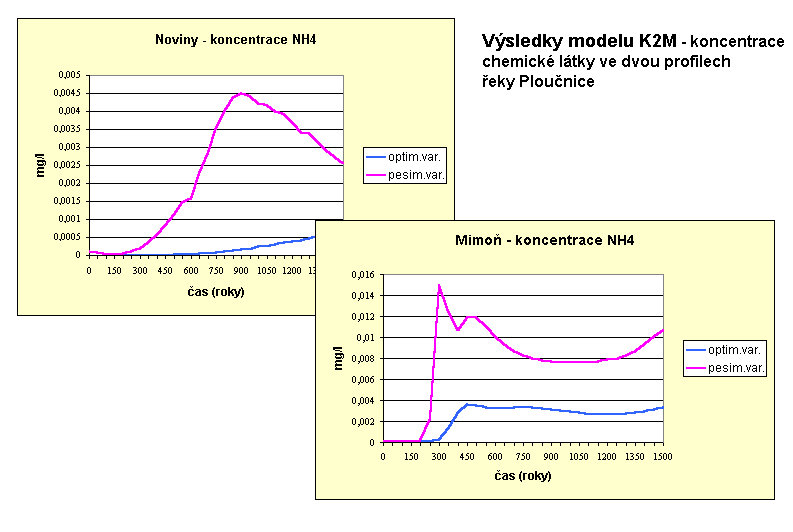 Výsledky modelu K2M - koncentrace
chemické látky ve dvou profilech
řeky Ploučnice
Noviny - koncentrace NH4
0,005
0,0045
0,004
0,0035
0,003
0,0025
0,002
0,0015
0,001
0,0005
0
mg/l
0 150 300 450 600 750 900 1050 1200
čas (roky)
optim.var.
pesim.var.
Mimoň - koncentrace NH4
0,016
0,014
0,012
0,01
0,008
0,006
0,004
0,002
0
mg/l
0 150 300 450 600 750 900 1050 1200 1350 1500
čas (roky)
optim.var.
pesim.var.